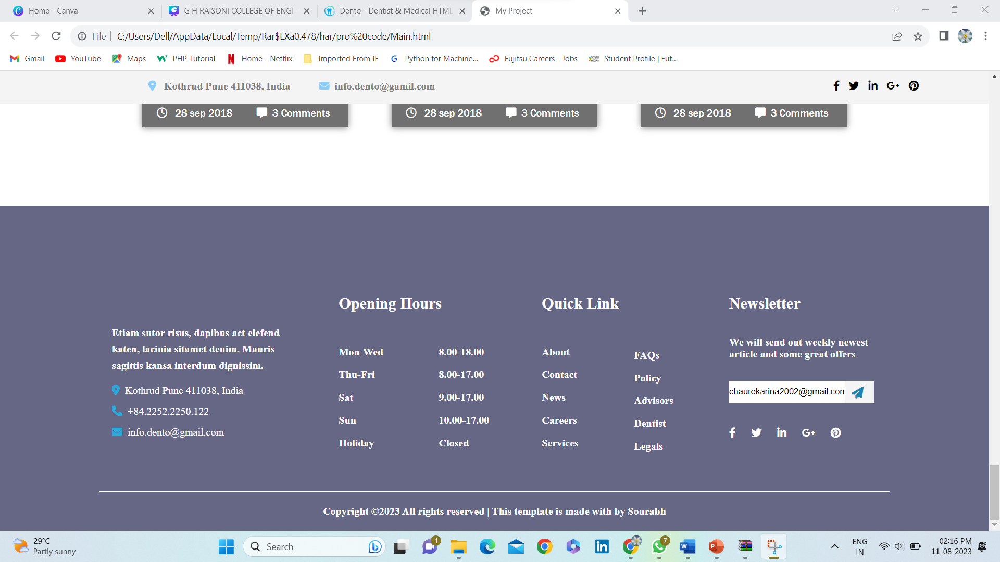 Home - Canva
G H RAISONI COLLEGE OF ENGI -
Dento - Dentist & Medical HTML
My Project
File
C:/Users/Dell/AppData/Local/Temp/Rar$EXa0.478/har/pro%20code/Main.html
Gmail
YouTube
Maps
PHP Tutorial
Home - Netflix
Imported From IE
Python for Machine...
Fujitsu Careers - Jobs
Student Profile | Fut...
Kothrud Pune 411038, India
info.dento@gamil.com
28 sep 2018
3 Comments
28 sep 2018
3 Comments
28 sep 2018
3 Comments
Etiam sutor risus, dapibus act elefend
katen, lacinia sitamet denim. Mauris
sagittis kansa interdum dignissim.
Kothrud Pune 411038, India
+84.2252.2250.122
info.dento@gmail.com
Opening Hours
Mon-Wed 8.00-18.00
Thu-Fri 8.00-17.00
Sat 9.00-17.00
Sun 10.00-17.00
Holiday Closed
Quick Link
About
Contact
News
Careers
Services
FAQs
Policy
Advisors
Dentist
Legals
Newsletter
We will send out weekly newest
article and some great offers
chaurekarina2002@gmail.com
Copyright ©2023 All rights reserved | This template is made with by Sourabh
29°C
Partly sunny
Search
1
7
ENG
IN
02:16 PM
11-08-2023